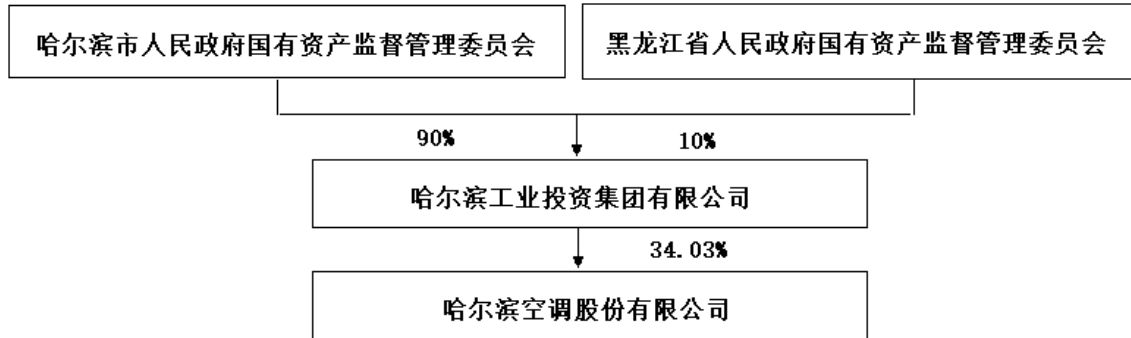 哈尔滨市人民政府国有资产监督管理委员会
黑龙江省人民政府国有资产监督管理委员会
90%
10%
哈尔滨工业投资集团有限公司
34.03%
哈尔滨空调股份有限公司